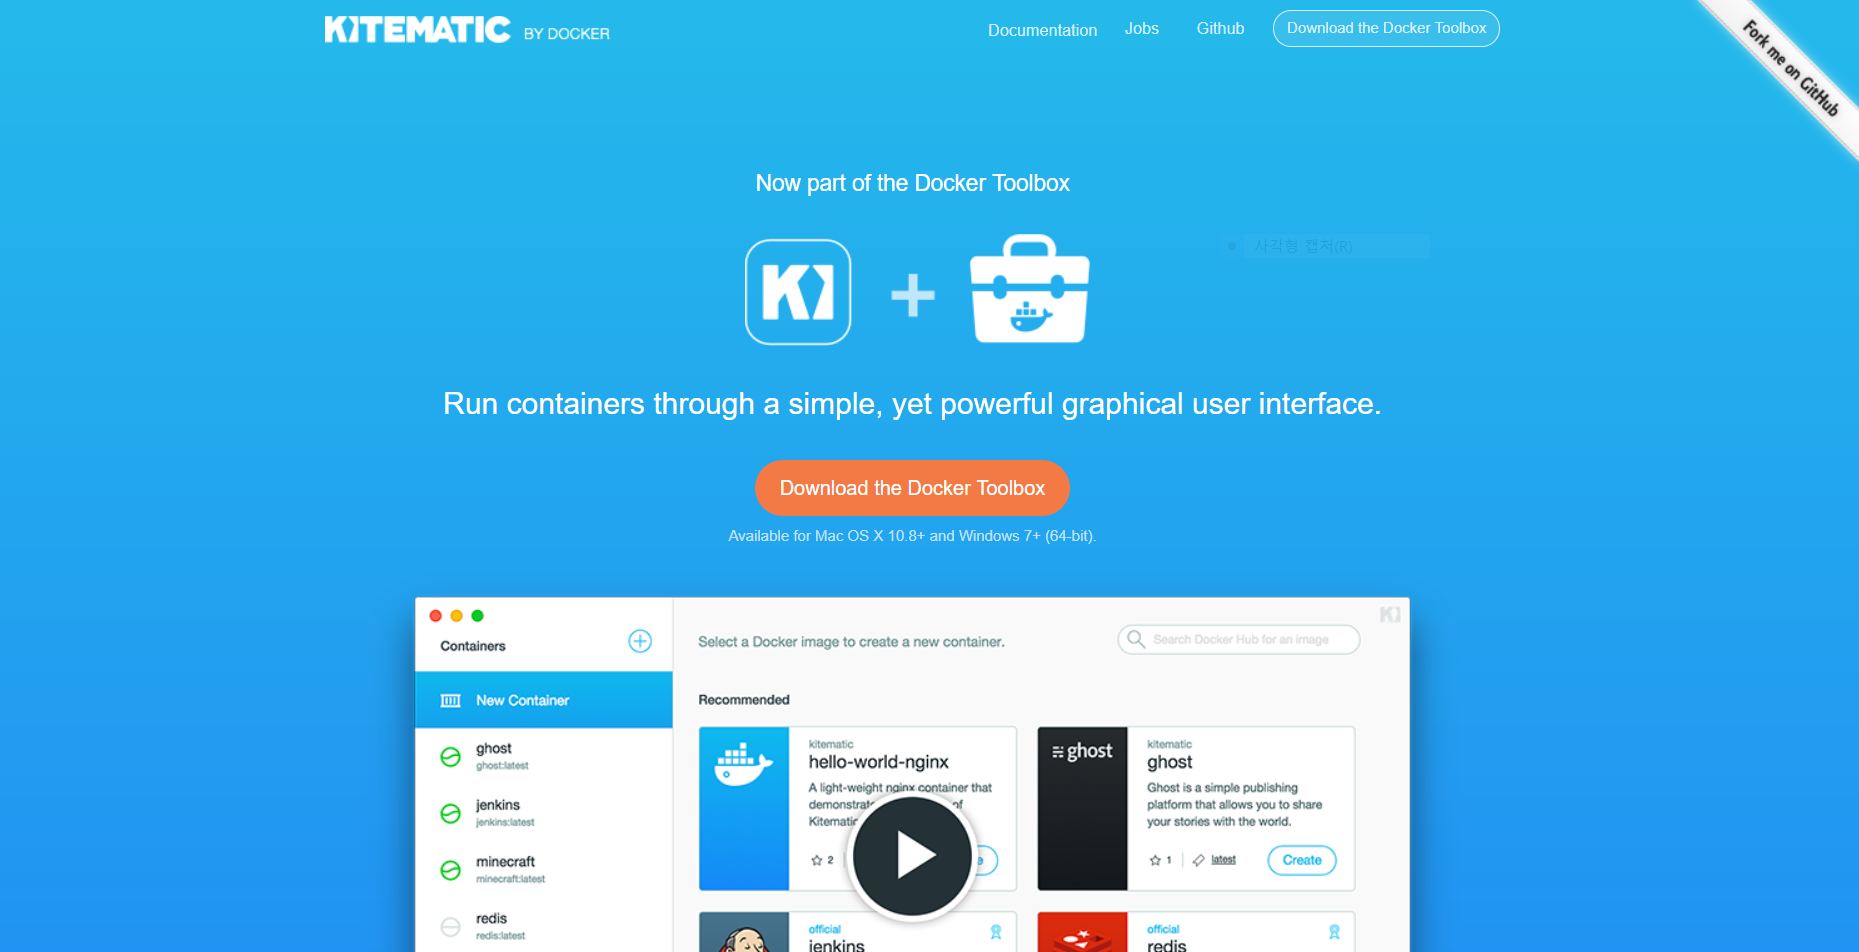 KITEMATIC BY DOCKER
Documentation Jobs Github Download the Docker Toolbox
Fork me on GitHub
Now part of the Docker Toolbox
사각형 캡처(R)
Run containers through a simple, yet powerful graphical user interface.
Download the Docker Toolbox
Available for Mac OS X 10.8+ and Windows 7+ (64-bit).
Containers
New Container
ghost
ghost:latest
jenkins
jenkins:latest
minecraft
minecraft:latest
redis
redis:latest
Select a Docker image to create a new container.
Search Docker Hub for an image
Recommended
kitematic
hello-world-nginx
A light-weight nginx container that
demonstrat of
Kitematic
2
kitematic
ghost
Ghost is a simple publishing
platform that allows you to share
your stories with the world.
1 latest Create
official
jenkins
official
redis